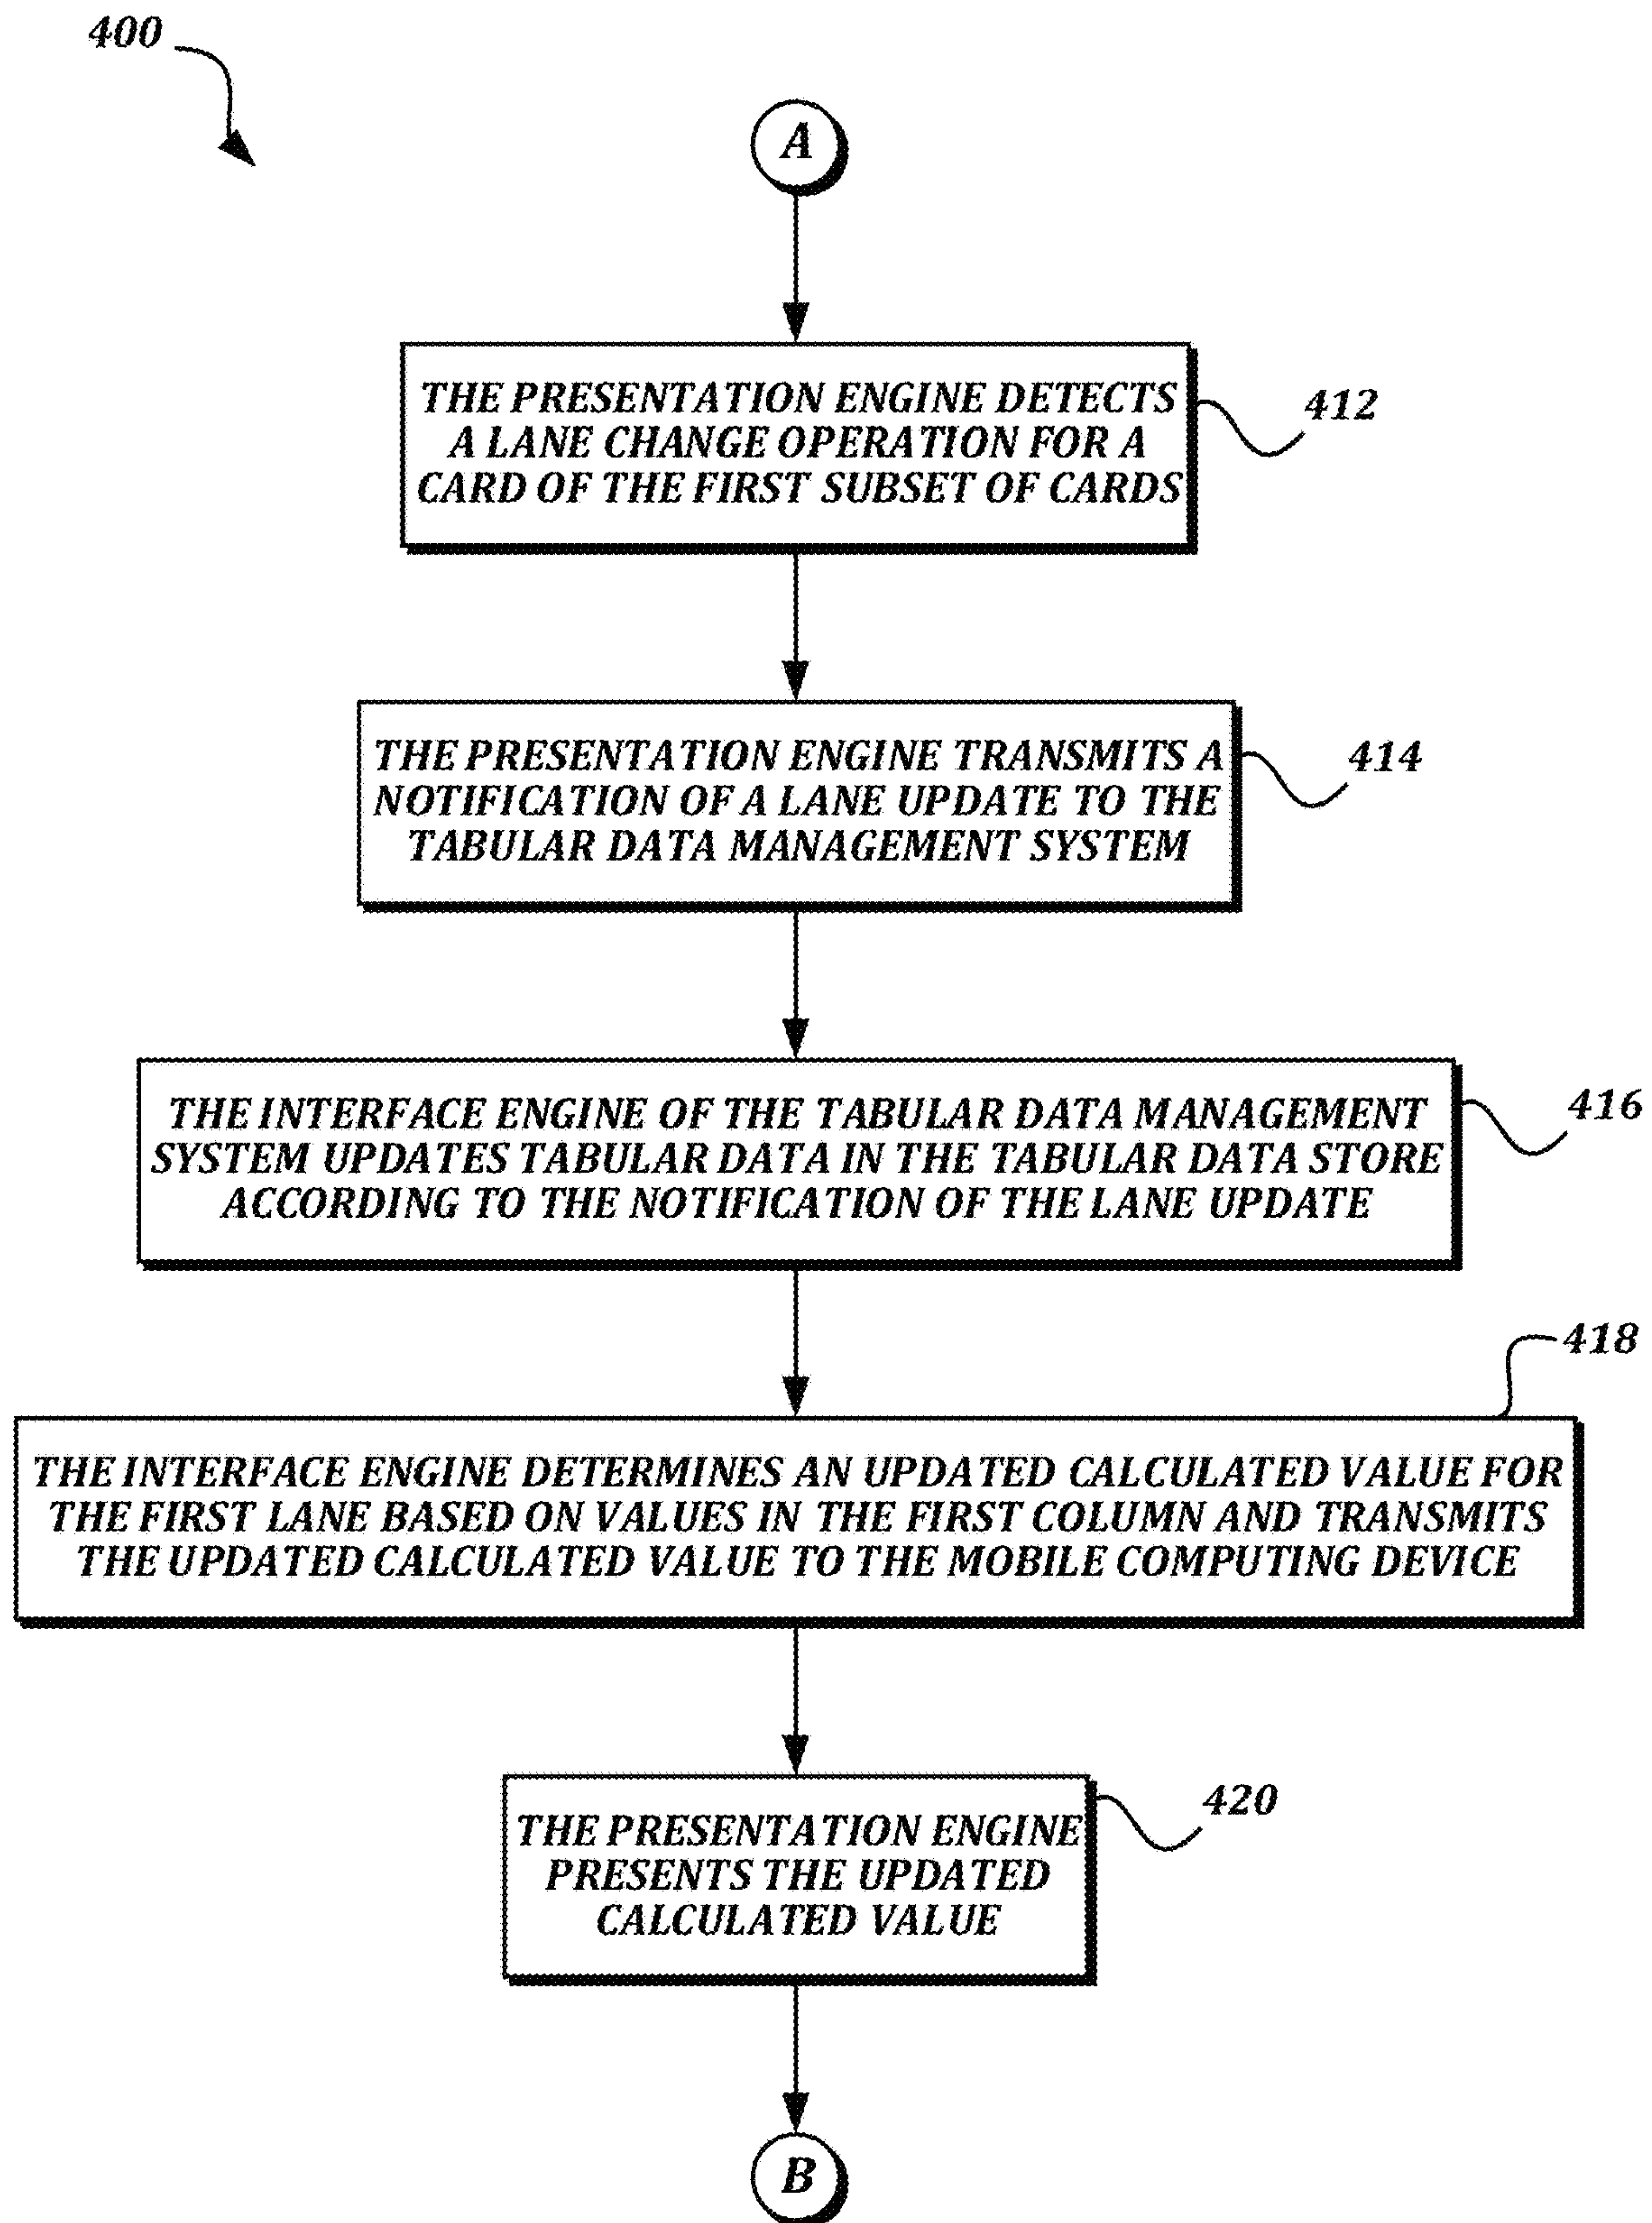 400
A
THE PRESENTATION ENGINE DETECTS
A LANE CHANGE OPERATION FOR A
CARD OF THE FIRST SUBSET OF CARDS
412
THE PRESENTATION ENGINE TRANSMITS A
NOTIFICATION OF A LANE UPDATE TO THE
TABULAR DATA MANAGEMENT SYSTEM
414
THE INTERFACE ENGINE OF THE TABULAR DATA MANAGEMENT
SYSTEM UPDATES TABULAR DATA IN THE TABULAR DATA STORE
ACCORDING TO THE NOTIFICATION OF THE LANE UPDATE
416
418
THE INTERFACE ENGINE DETERMINES AN UPDATED CALCULATED VALUE FOR
THE FIRST LANE BASED ON VALUES IN THE FIRST COLUMN AND TRANSMITS
THE UPDATED CALCULATED VALUE TO THE MOBILE COMPUTING DEVICE
THE PRESENTATION ENGINE
PRESENTS THE UPDATED
CALCULATED VALUE
420
B